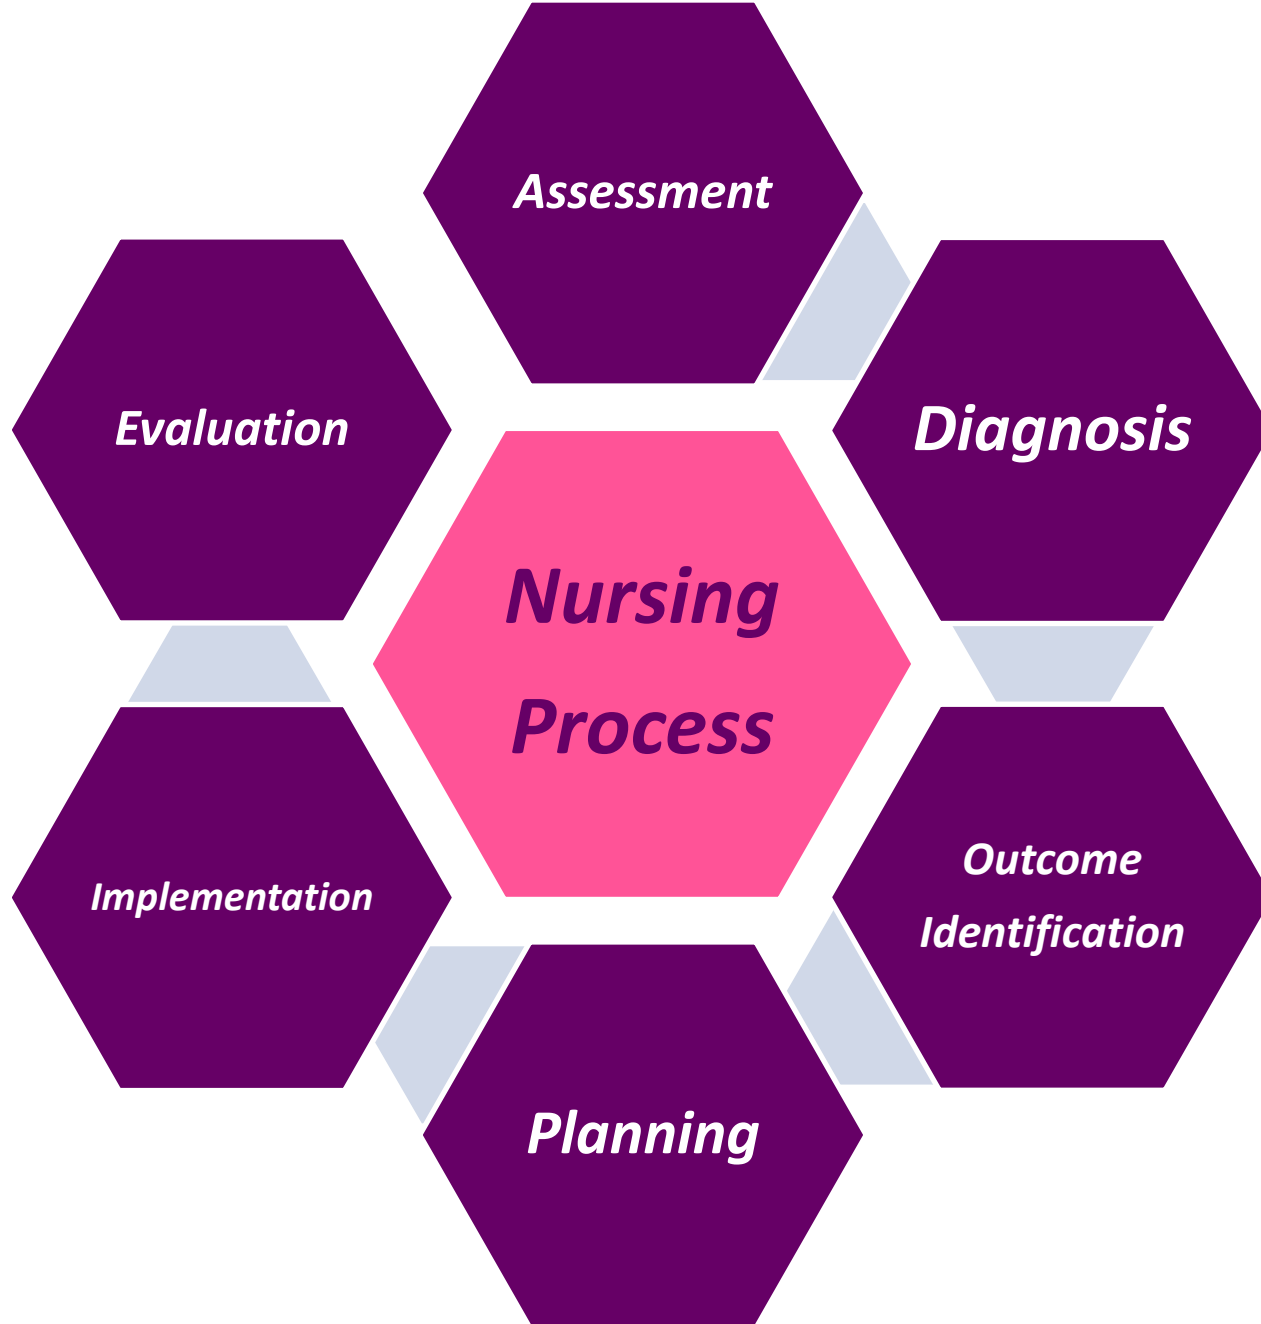 Assessment
Diagnosis
Outcome
Identification
Planning
Implementation
Evaluation
Nursing
Process